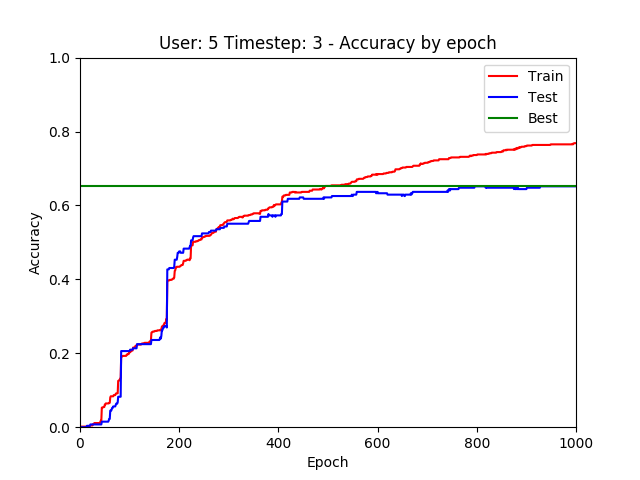 User: 5 Timestep: 3 - Accuracy by epoch
1.0
0.8
0.6
0.4
0.2
0.0
Accuracy
0 200 400 600 800 1000
Epoch
Train
Test
Best